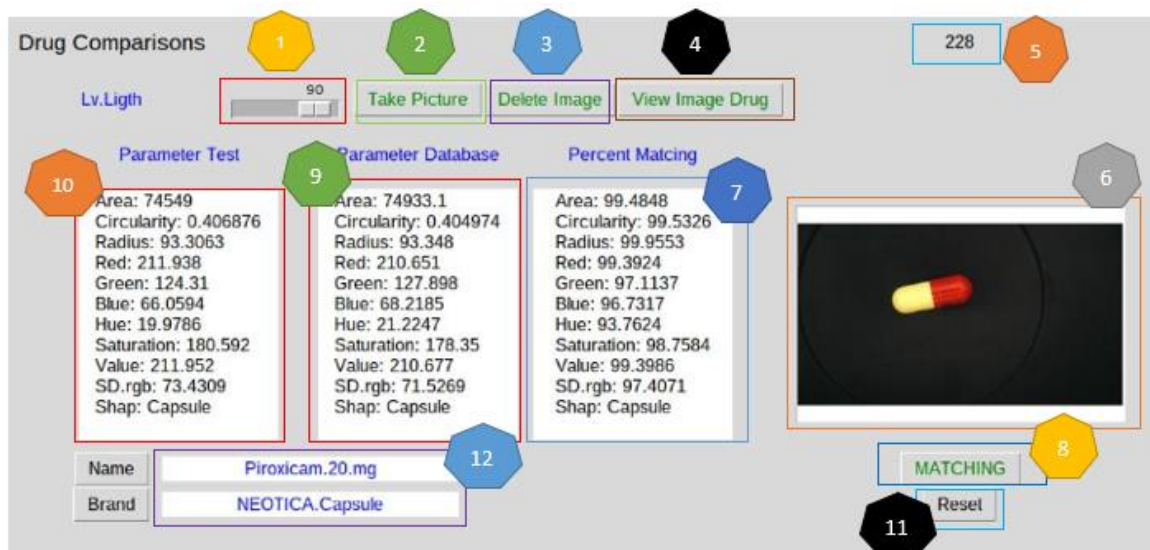 Drug Comparisons
1
2
3
4
228
5
Lv.Ligth
90
Take Picture
Delete Image
View Image Drug
Parameter Test
Parameter Database
Percent Matcing
10
9
7
6
Area: 74549
Circularity: 0.406876
Radius: 93.3063
Red: 211.938
Green: 124.31
Blue: 66.0594
Hue: 19.9786
Saturation: 180.592
Value: 211.952
SD.rgb: 73.4309
Shap: Capsule
Area: 74933.1
Circularity: 0.404974
Radius: 93.348
Red: 210.651
Green: 127.898
Blue: 68.2185
Hue: 21.2247
Saturation: 178.35
Value: 210.677
SD.rgb: 71.5269
Shap: Capsule
Area: 99.4848
Circularity: 99.5326
Radius: 99.9553
Red: 99.3924
Green: 97.1137
Blue: 96.7317
Hue: 93.7624
Saturation: 98.7584
Value: 99.3986
SD.rgb: 97.4071
Shap: Capsule
12
8
Name
Piroxicam.20.mg
MATCHING
Brand
NEOTICA.Capsule
Reset
11